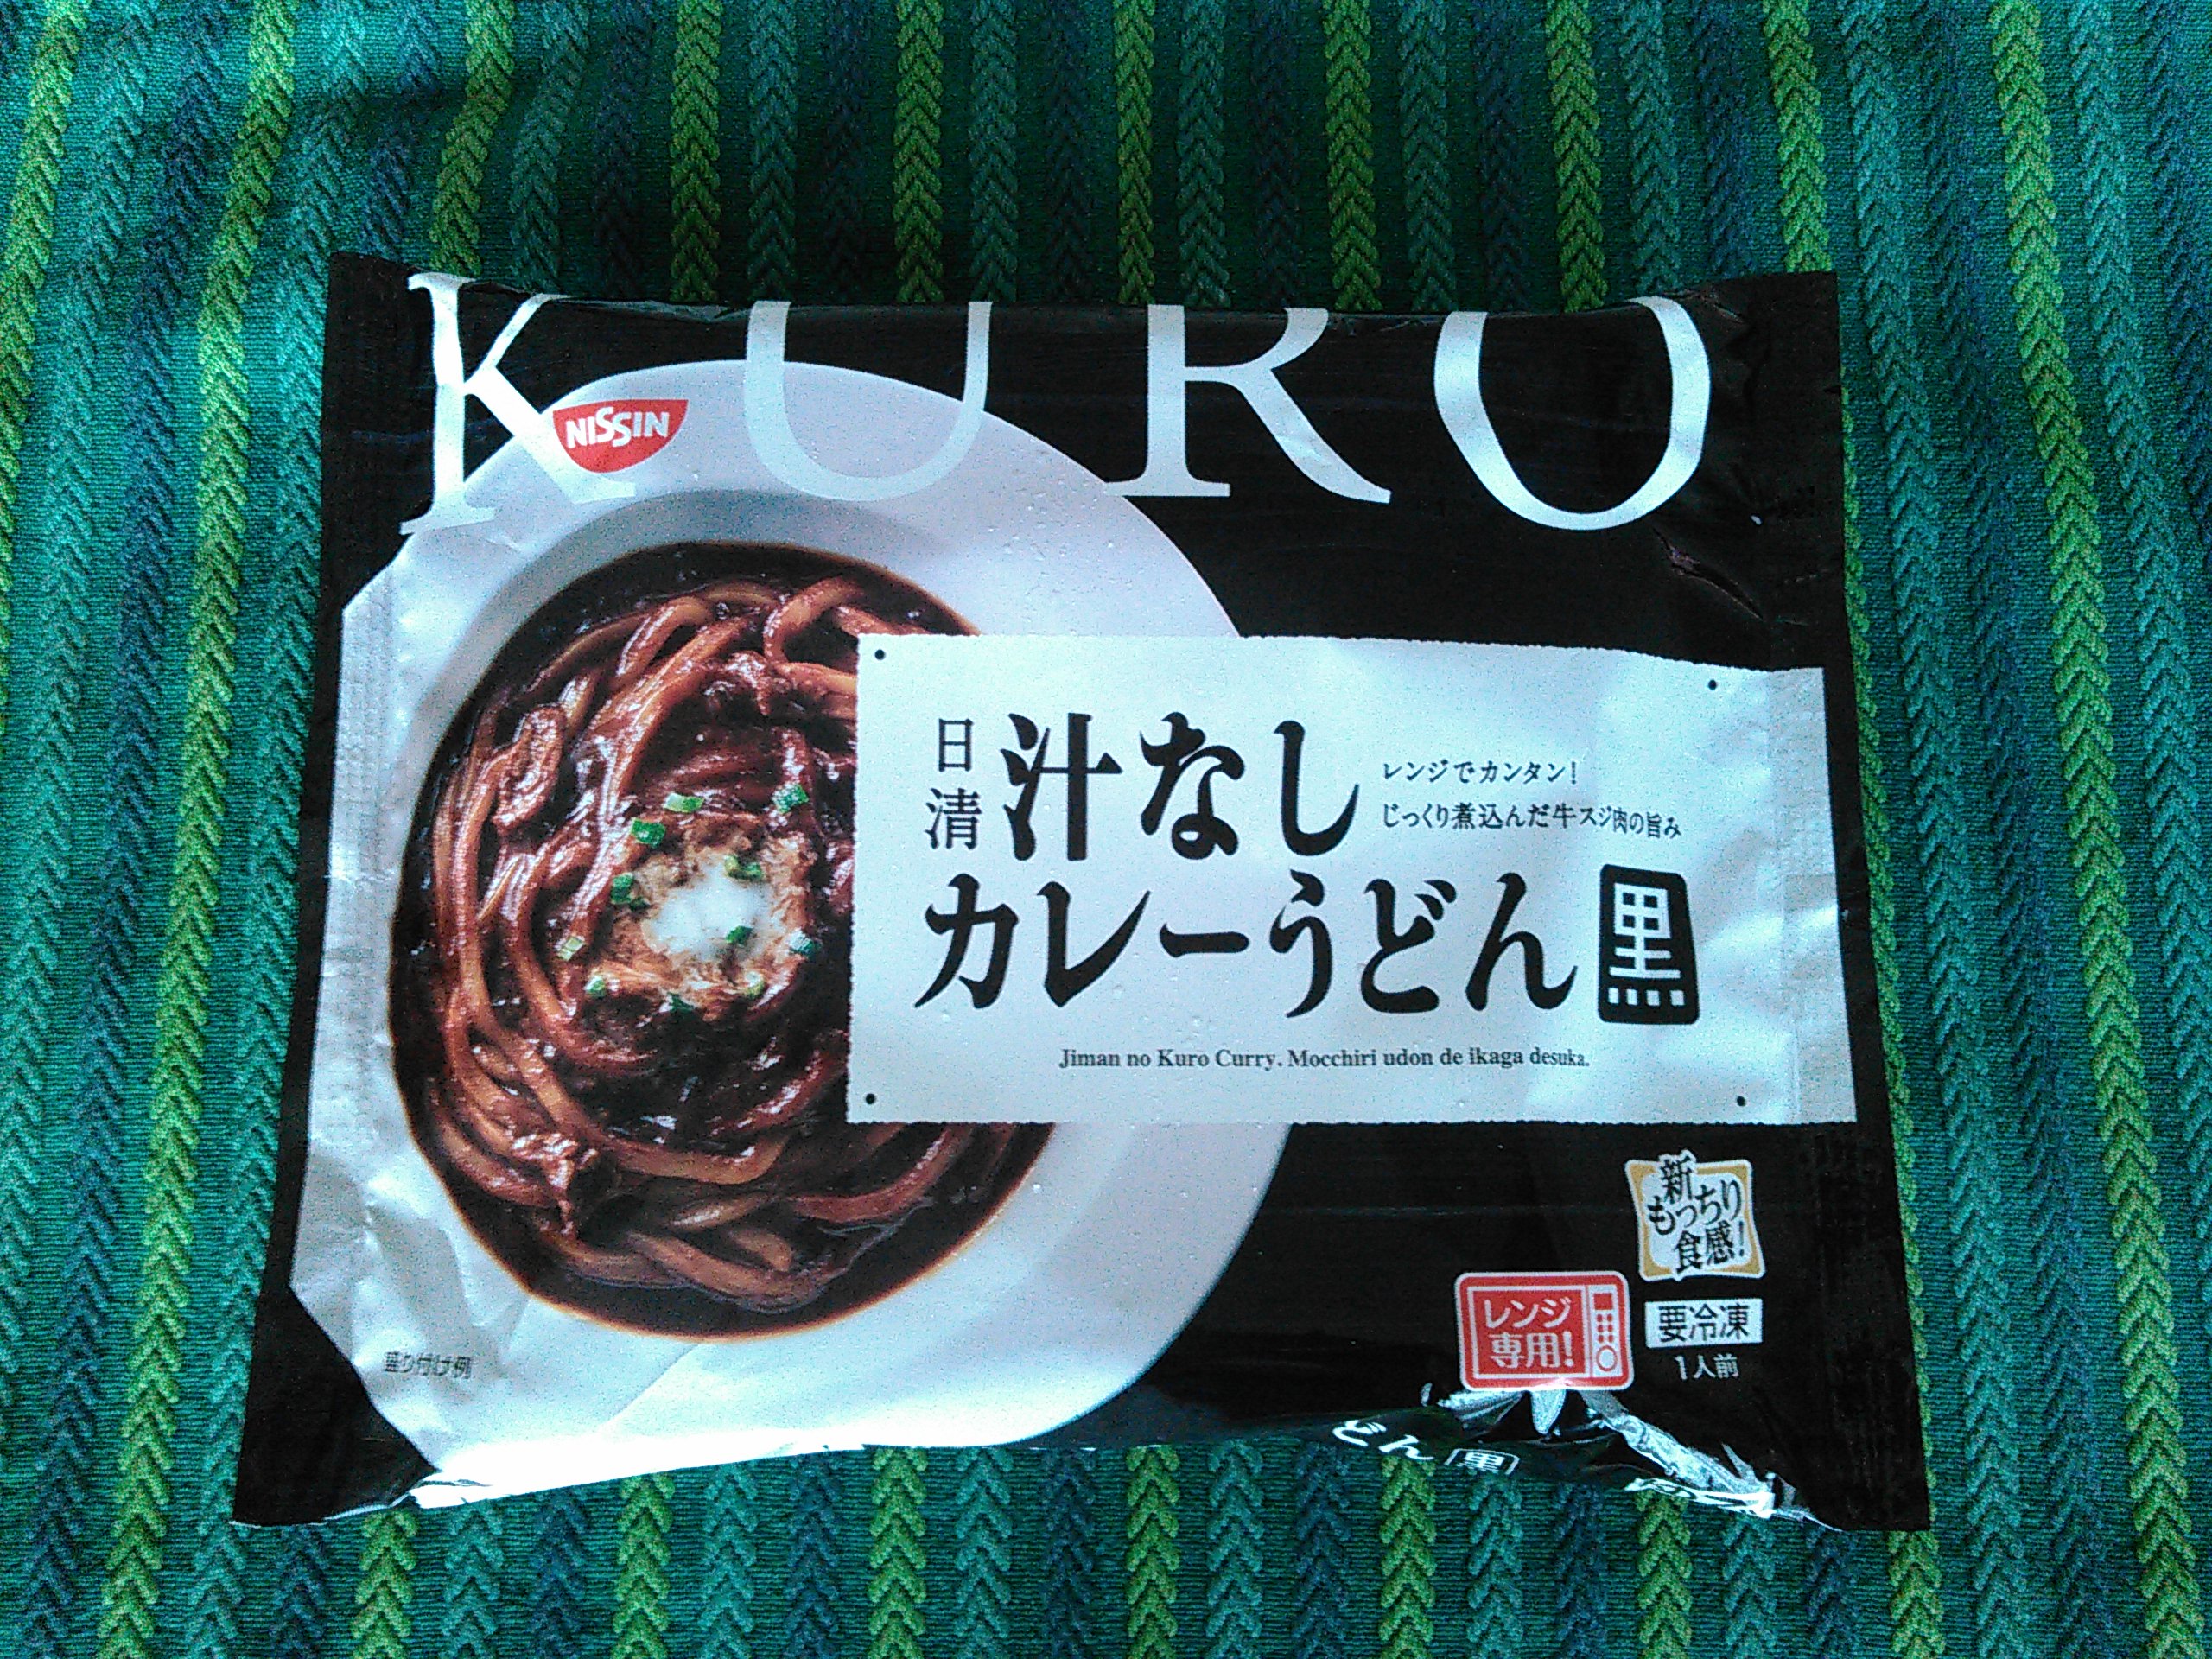 KURO
NISSIN
日清
汁なし
カレーうどん 黒
レンジでカンタン!
じっくり煮込んだ牛スジ肉の旨み
Jiman no Kuro Curry. Mocchiri udon de ikaga desuka.
新
もっちり
食感!
レンジ
専用!
要冷凍
1人前
盛り付け例
どん 黒